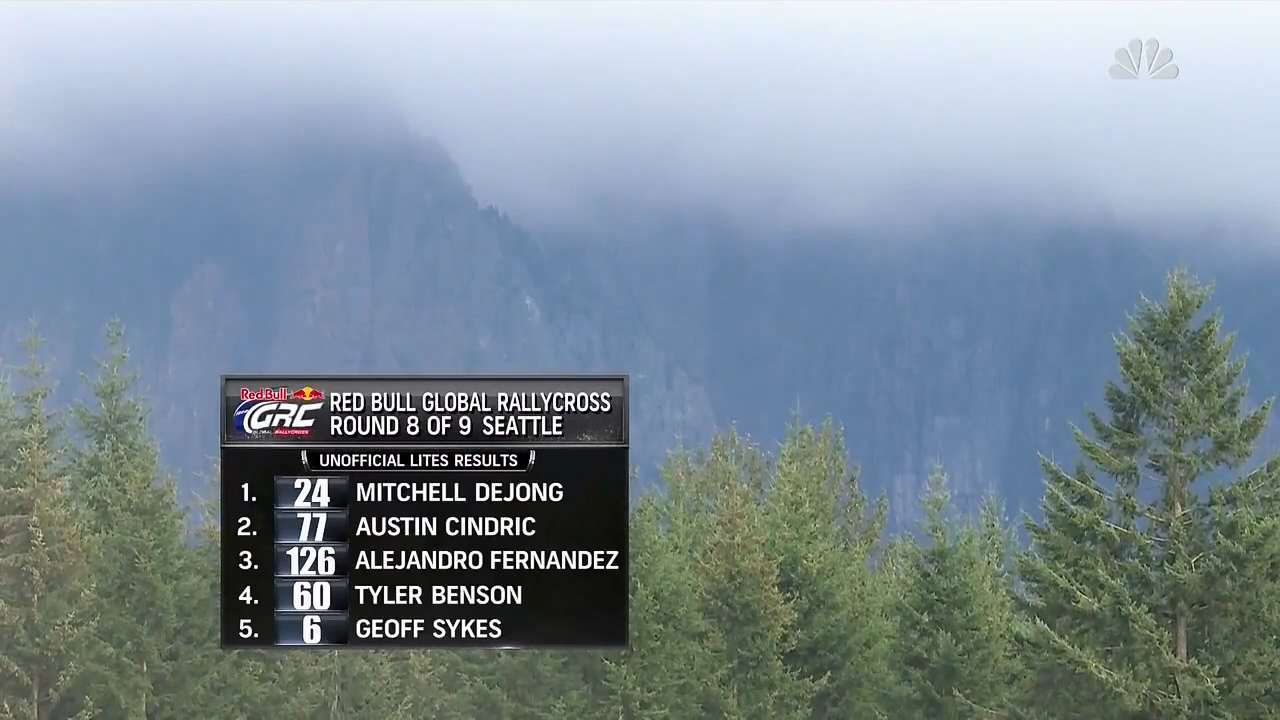 Red Bull
GRC
GLOBAL RALLYCROSS
RED BULL GLOBAL RALLYCROSS
ROUND 8 OF 9 SEATTLE
UNOFFICIAL LITES RESULTS
1. 24 MITCHELL DEJONG
2. 77 AUSTIN CINDRIC
3. 126 ALEJANDRO FERNANDEZ
4. 60 TYLER BENSON
5. 6 GEOFF SYKES